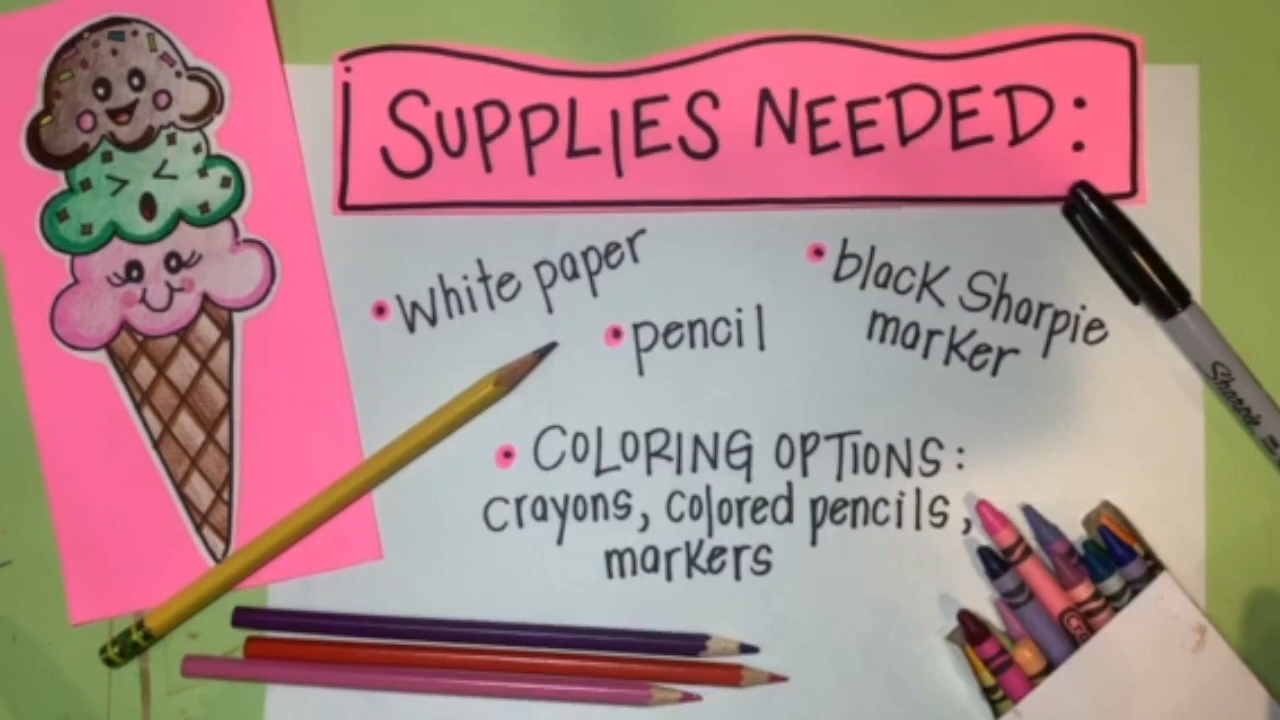 SUPPLIES NEEDED:
• white paper
• pencil
• black Sharpie
marker
• COLORING OPTIONS:
crayons, colored pencils,
markers
Sharpie